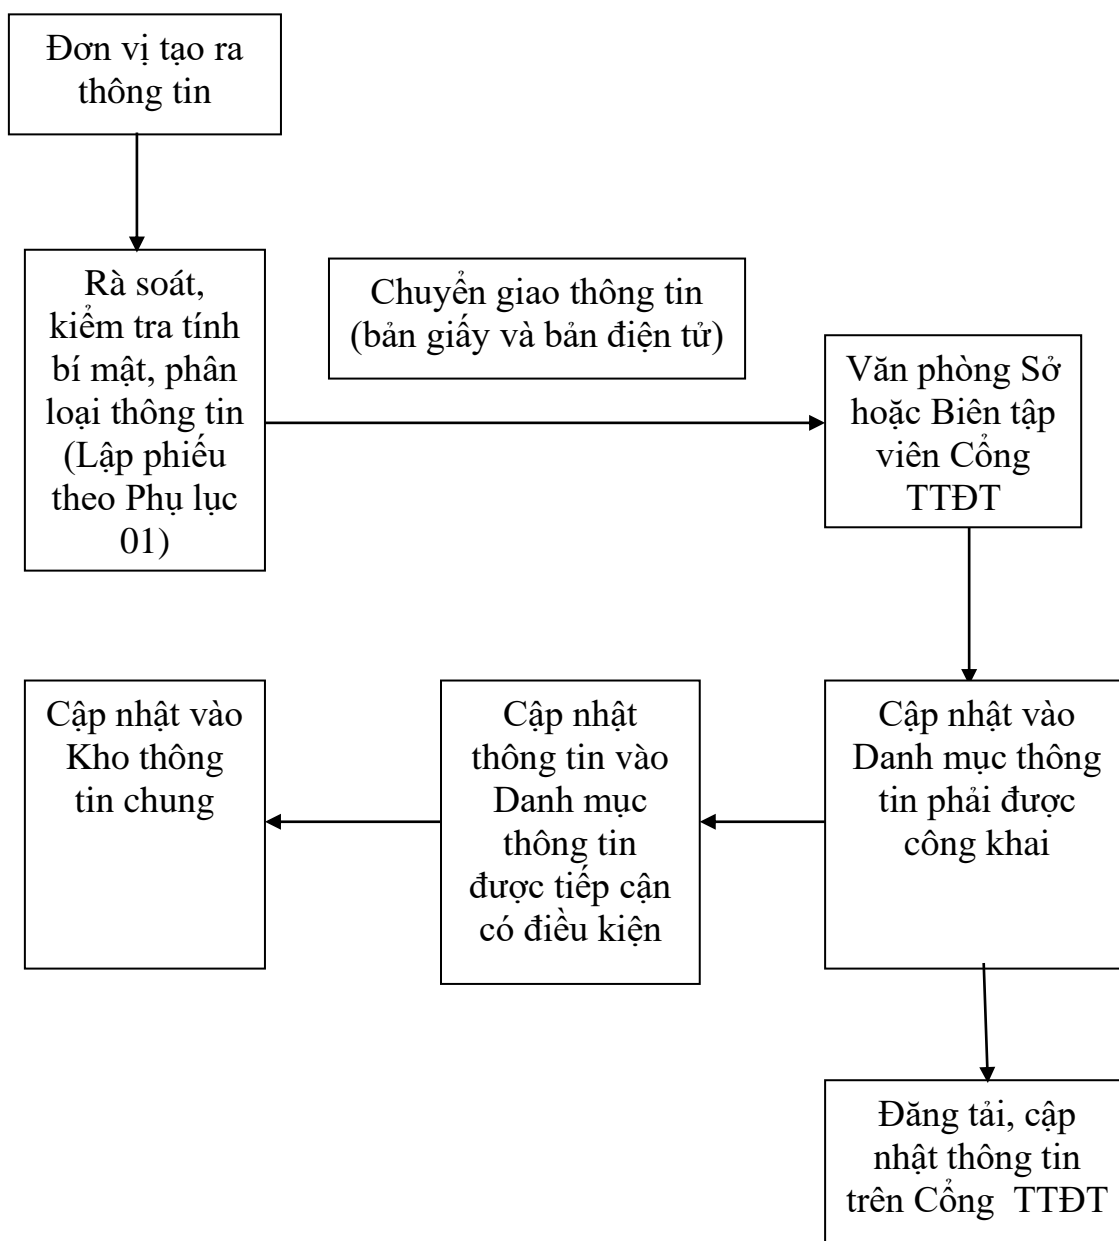 Đơn vị tạo ra
thông tin
Rà soát,
kiểm tra tính
bí mật, phân
loại thông tin
(Lập phiếu
theo Phụ lục
01)
Chuyển giao thông tin
(bản giấy và bản điện tử)
Văn phòng Sở
hoặc Biên tập
viên Cổng
TTĐT
Cập nhật vào
Kho thông
tin chung
Cập nhật
thông tin vào
Danh mục
thông tin
được tiếp cận
có điều kiện
Cập nhật vào
Danh mục thông
tin phải được
công khai
Đăng tải, cập
nhật thông tin
trên Cổng  TTĐT